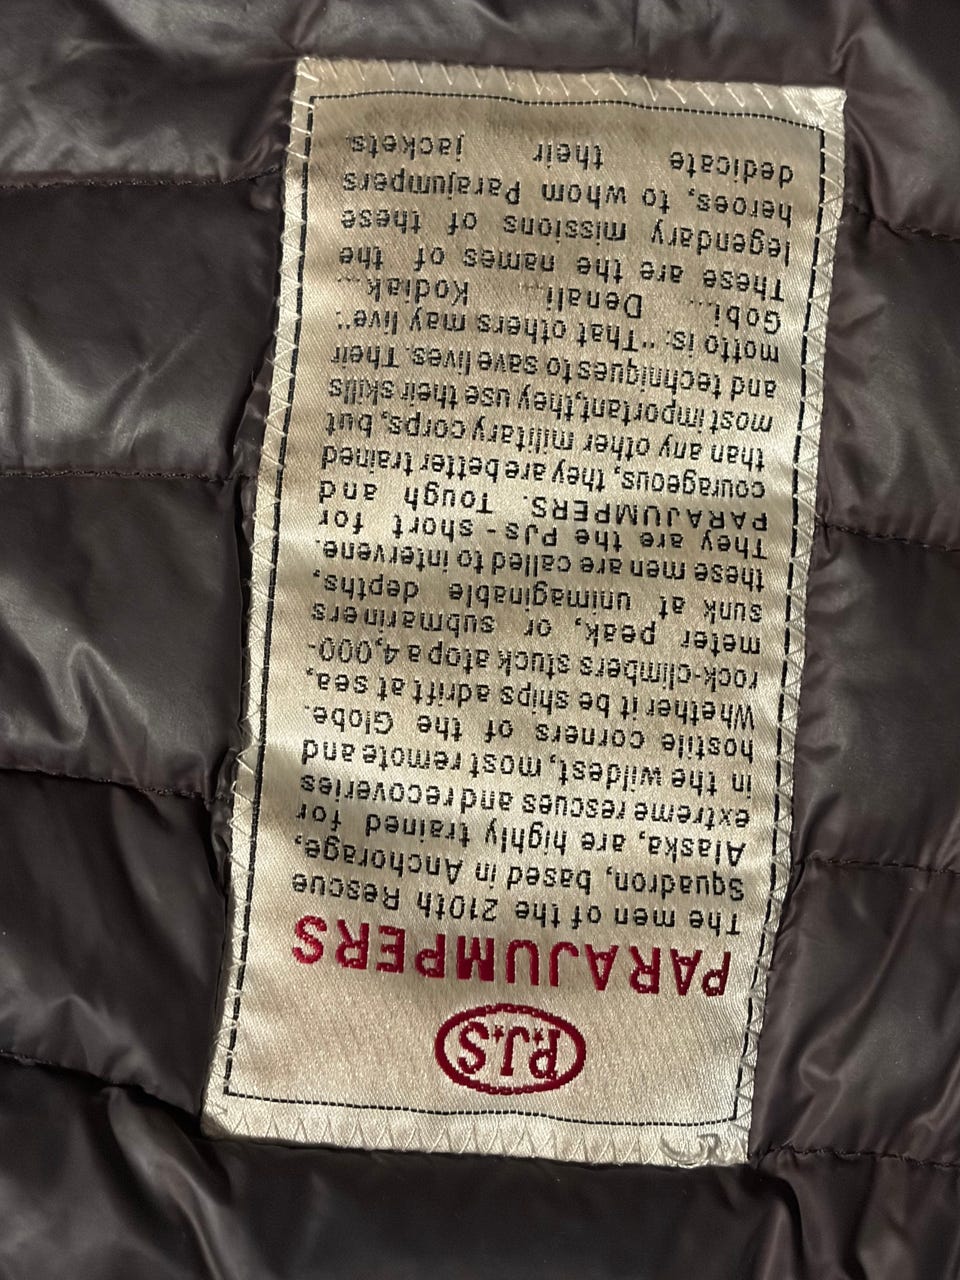 P.J.S
PARAJUMPERS
The men of the 210th Rescue
Squadron, based in Anchorage,
Alaska, are highly trained for
extreme rescues and recoveries
in the wildest, most remote and
hostile corners of the Globe.
Whether it be ships adrift at sea,
rock-climbers stuck atop a 4,000-
meter peak, or submariners
sunk at unimaginable depths,
these men are called to intervene.
They are the PJs - short for
PARAJUMPERS. Tough and
courageous, they are better trained
than any other military corps, but
most important, they use their skills
and techniques to save lives. Their
motto is: "That others may live".
Gobi... Denali... Kodiak...
These are the names of the
legendary missions of these
heroes, to whom Parajumpers
dedicate their jackets.